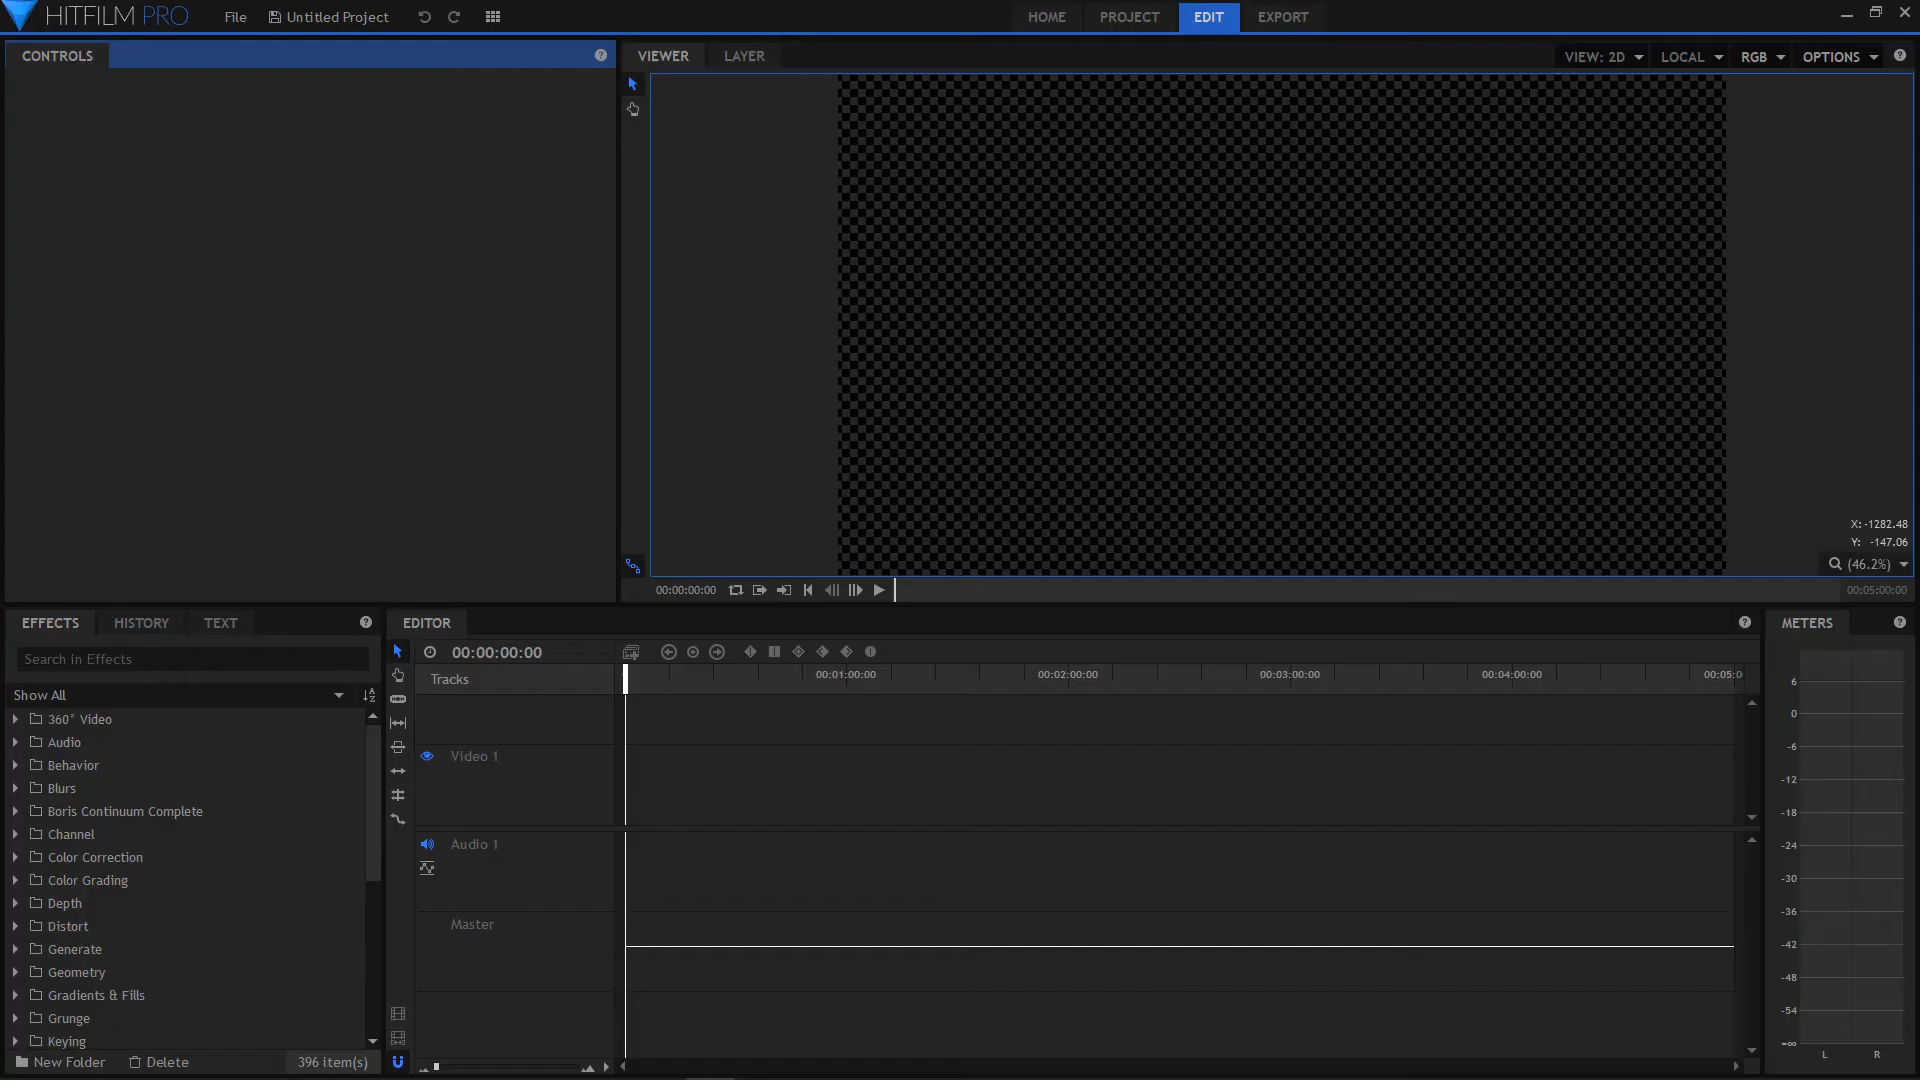 HITFILM PRO File Untitled Project HOME PROJECT EDIT EXPORT
CONTROLS
VIEWER LAYER VIEW: 2D LOCAL RGB OPTIONS
X: -1282.48
Y: -147.06
(46.2%)
00:00:00:00 00:05:00:00
EFFECTS HISTORY TEXT
Search in Effects
Show All
360° Video
Audio
Behavior
Blurs
Boris Continuum Complete
Channel
Color Correction
Color Grading
Depth
Distort
Generate
Geometry
Gradients & Fills
Grunge
Keying
New Folder Delete 396 item(s)
EDITOR
00:00:00:00
Tracks 00:01:00:00 00:02:00:00 00:03:00:00 00:04:00:00 00:05:0
Video 1
Audio 1
Master
METERS
6
0
-6
-12
-18
-24
-30
-36
-42
-48
-54
-∞
L R